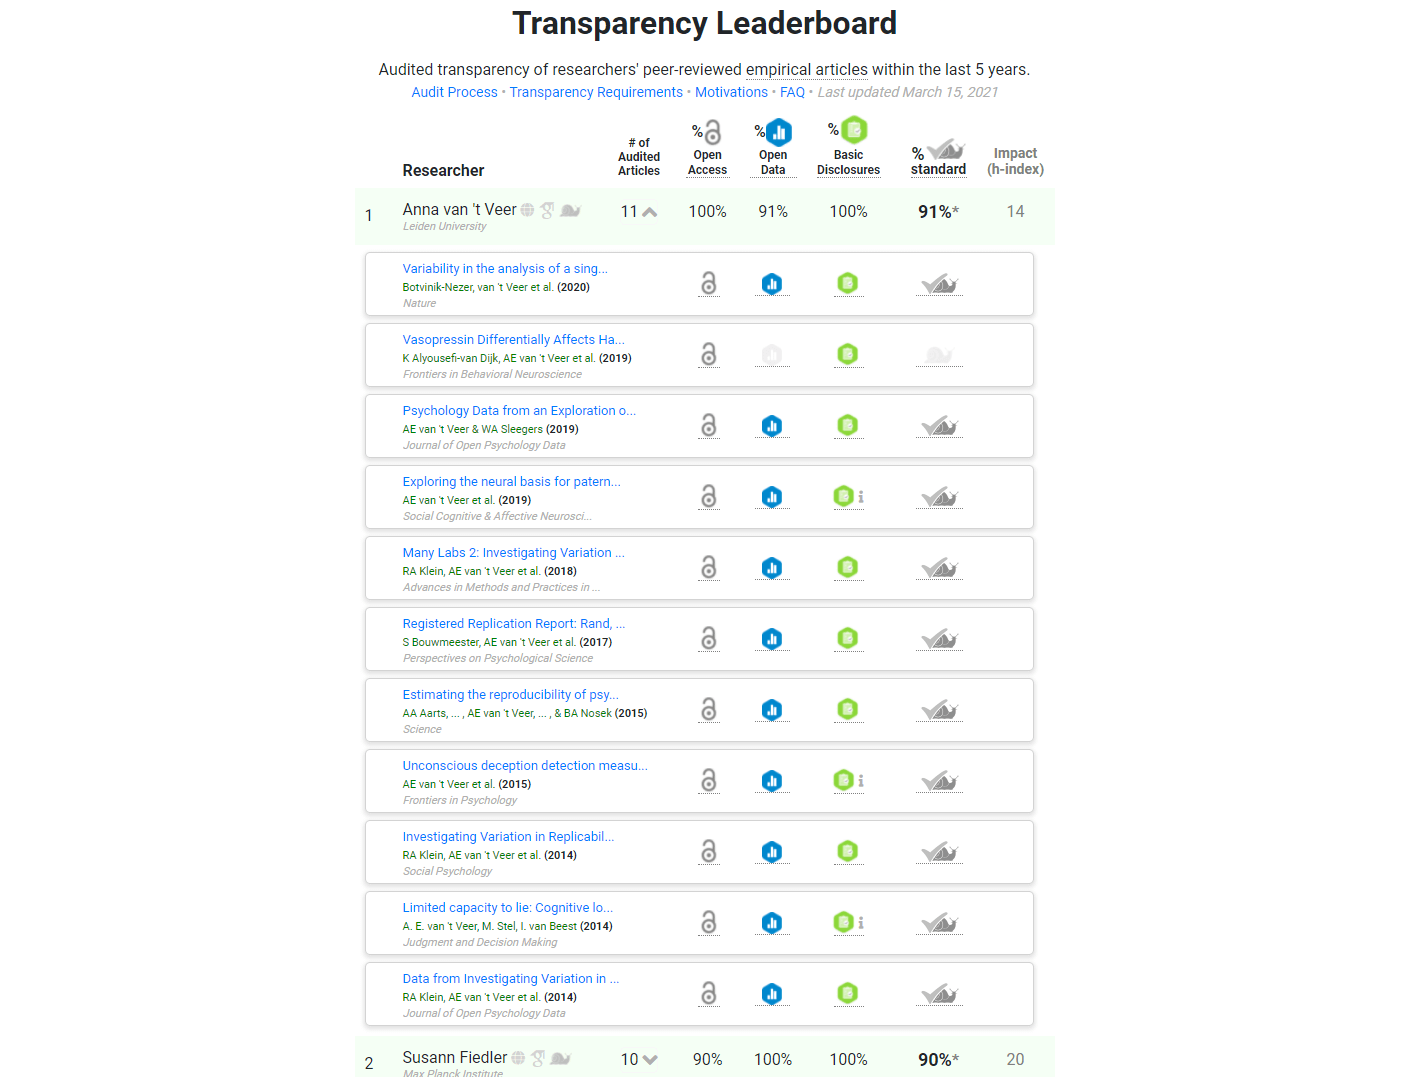 Transparency Leaderboard
Audited transparency of researchers' peer-reviewed empirical articles within the last 5 years.
Audit Process • Transparency Requirements • Motivations • FAQ • Last updated March 15, 2021
Researcher
# of
Audited
Articles
%
Open
Access
%
Open
Data
%
Basic
Disclosures
%
standard
Impact
(h-index)
1 Anna van 't Veer 11 100% 91% 100% 91%* 14
Leiden University
Variability in the analysis of a sing...
Botvinik-Nezer, van 't Veer et al. (2020)
Nature
Vasopressin Differentially Affects Ha...
K Alyousefi-van Dijk, AE van 't Veer et al. (2019)
Frontiers in Behavioral Neuroscience
Psychology Data from an Exploration o...
AE van 't Veer & WA Sleegers (2019)
Journal of Open Psychology Data
Exploring the neural basis for patern...
AE van 't Veer et al. (2019)
Social Cognitive & Affective Neurosci...
Many Labs 2: Investigating Variation ...
RA Klein, AE van 't Veer et al. (2018)
Advances in Methods and Practices in ...
Registered Replication Report: Rand, ...
S Bouwmeester, AE van 't Veer et al. (2017)
Perspectives on Psychological Science
Estimating the reproducibility of psy...
AA Aarts, ... , AE van 't Veer, ... , & BA Nosek (2015)
Science
Unconscious deception detection measu...
AE van 't Veer et al. (2015)
Frontiers in Psychology
Investigating Variation in Replicabil...
RA Klein, AE van 't Veer et al. (2014)
Social Psychology
Limited capacity to lie: Cognitive lo...
A. E. van 't Veer, M. Stel, I. van Beest (2014)
Judgment and Decision Making
Data from Investigating Variation in ...
RA Klein, AE van 't Veer et al. (2014)
Journal of Open Psychology Data
2 Susann Fiedler 10 90% 100% 100% 90%* 20
Max Planck Institute